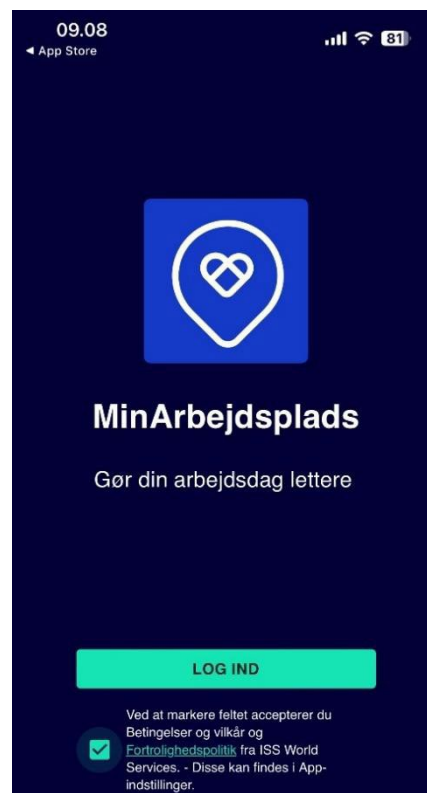 09.08
◀ App Store
81
MinArbejdsplads
Gør din arbejdsdag lettere
LOG IND
Ved at markere feltet accepterer du
Betingelser og vilkår og
Fortrolighedspolitik fra ISS World
Services. - Disse kan findes i App-
indstillinger.